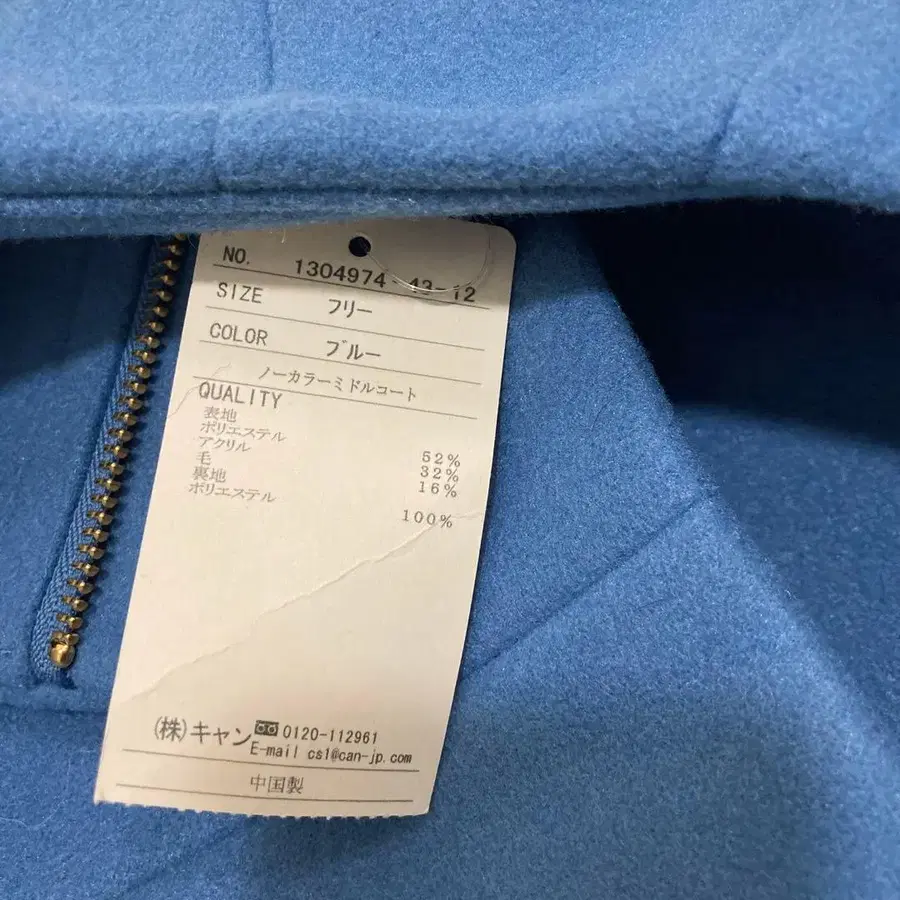 NO. 1304974-43-12
SIZE フリー
COLOR ブルー
ノーカラーミドルコート
QUALITY
表地
ポリエステル 52%
アクリル 32%
毛 16%
裏地
ポリエステル 100%
(株)キャン 0120-112961
E-mail cs1@can-jp.com
中国製